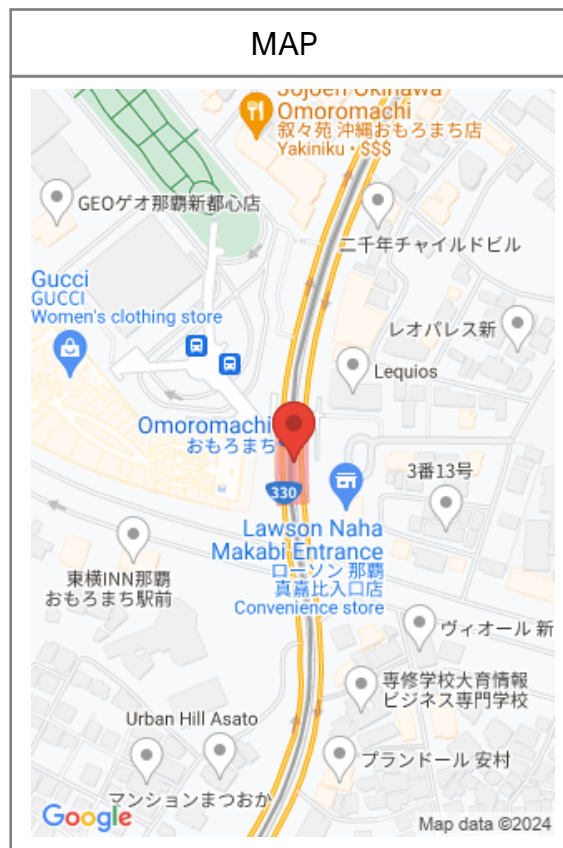 MAP
Jojoen Okinawa
Omoromachi
叙々苑 沖縄おもろまち店
Yakiniku・$$$
GEOゲオ那覇新都心店
二千年チャイルドビル
Gucci
GUCCI
Women's clothing store
レオパレス新
Lequios
Omoromachi
おもろまち
3番13号
330
Lawson Naha
Makabi Entrance
ローソン 那覇
真嘉比入口店
Convenience store
東横INN那覇
おもろまち駅前
ヴィオール 新
専修学校大育情報
ビジネス専門学校
Urban Hill Asato
プランドール 安村
マンションまつおか
Google
Map data ©2024